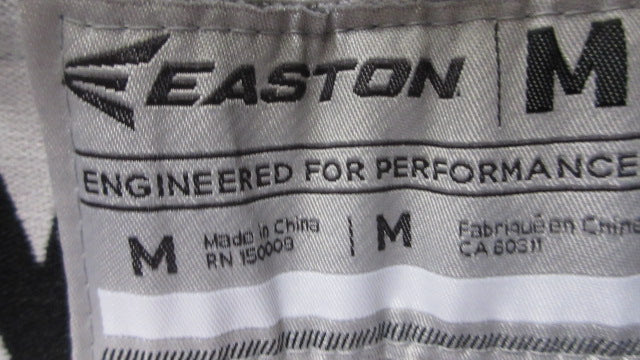 EASTON | M
ENGINEERED FOR PERFORMANCE
M Made in China | M Fabriqué en Chine
RN 150009 CA 60311